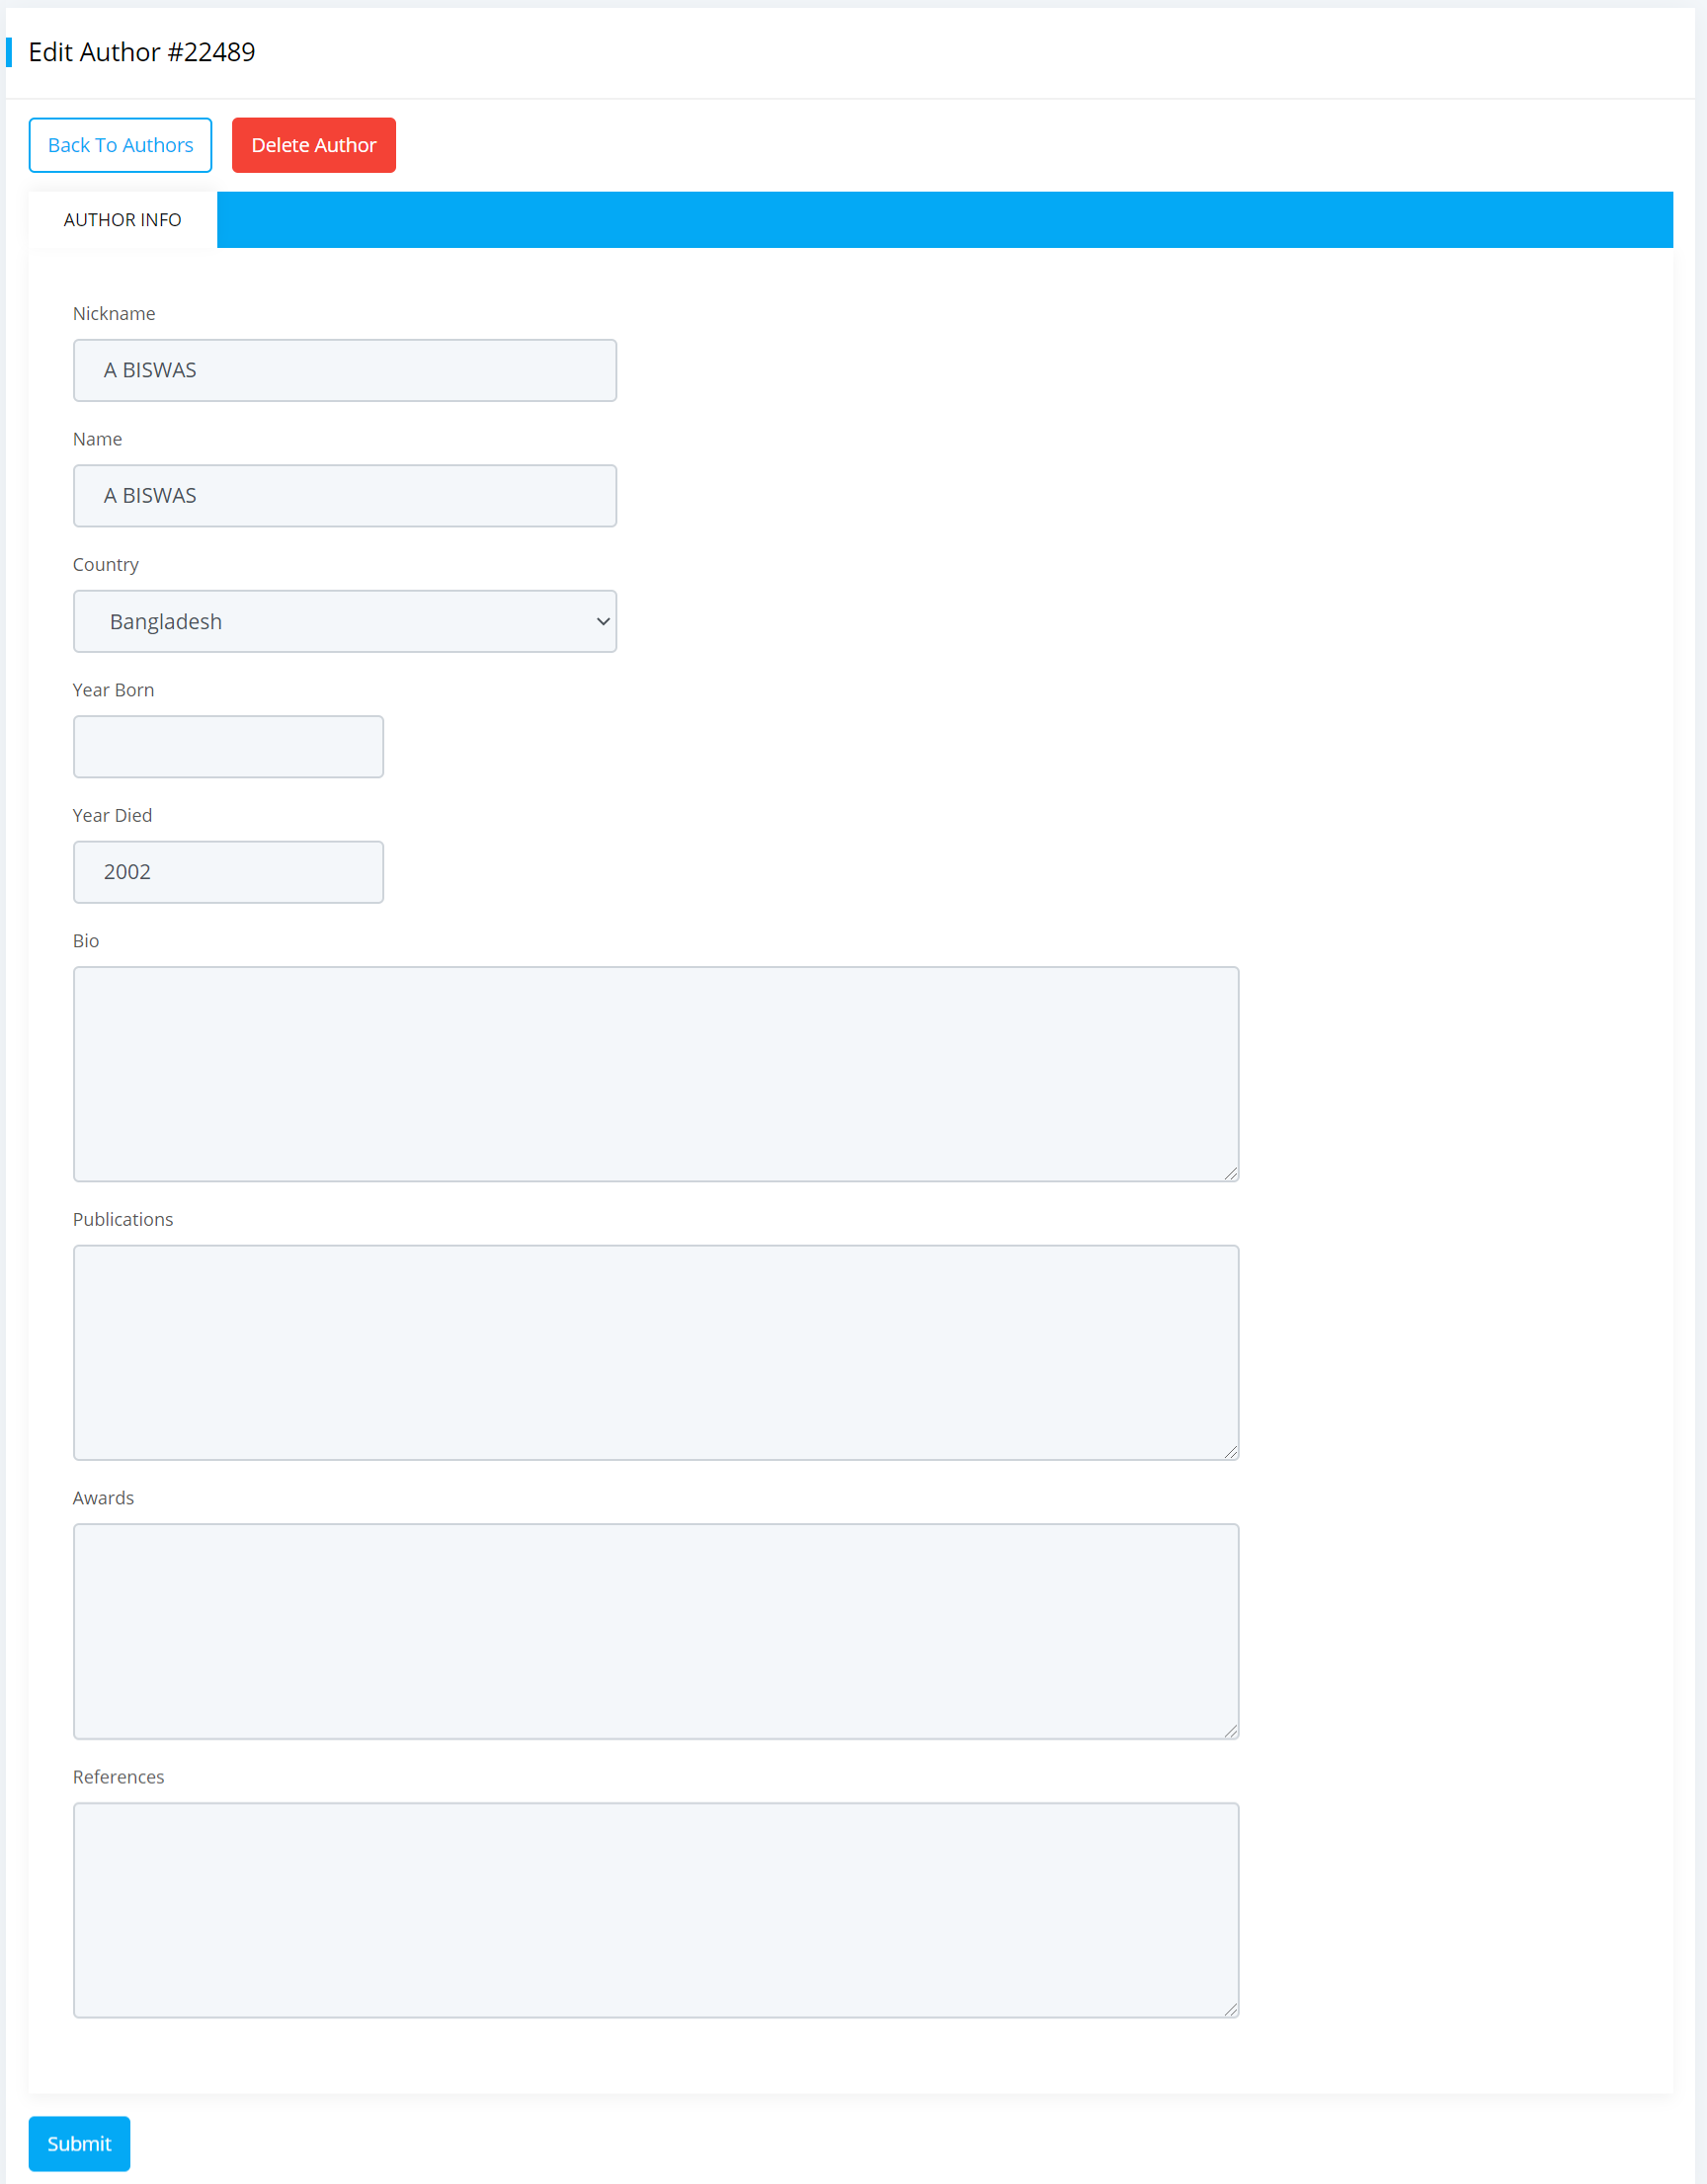 Edit Author #22489
Back To Authors
Delete Author
AUTHOR INFO
Nickname
A BISWAS
Name
A BISWAS
Country
Bangladesh
Year Born
Year Died
2002
Bio
Publications
Awards
References
Submit